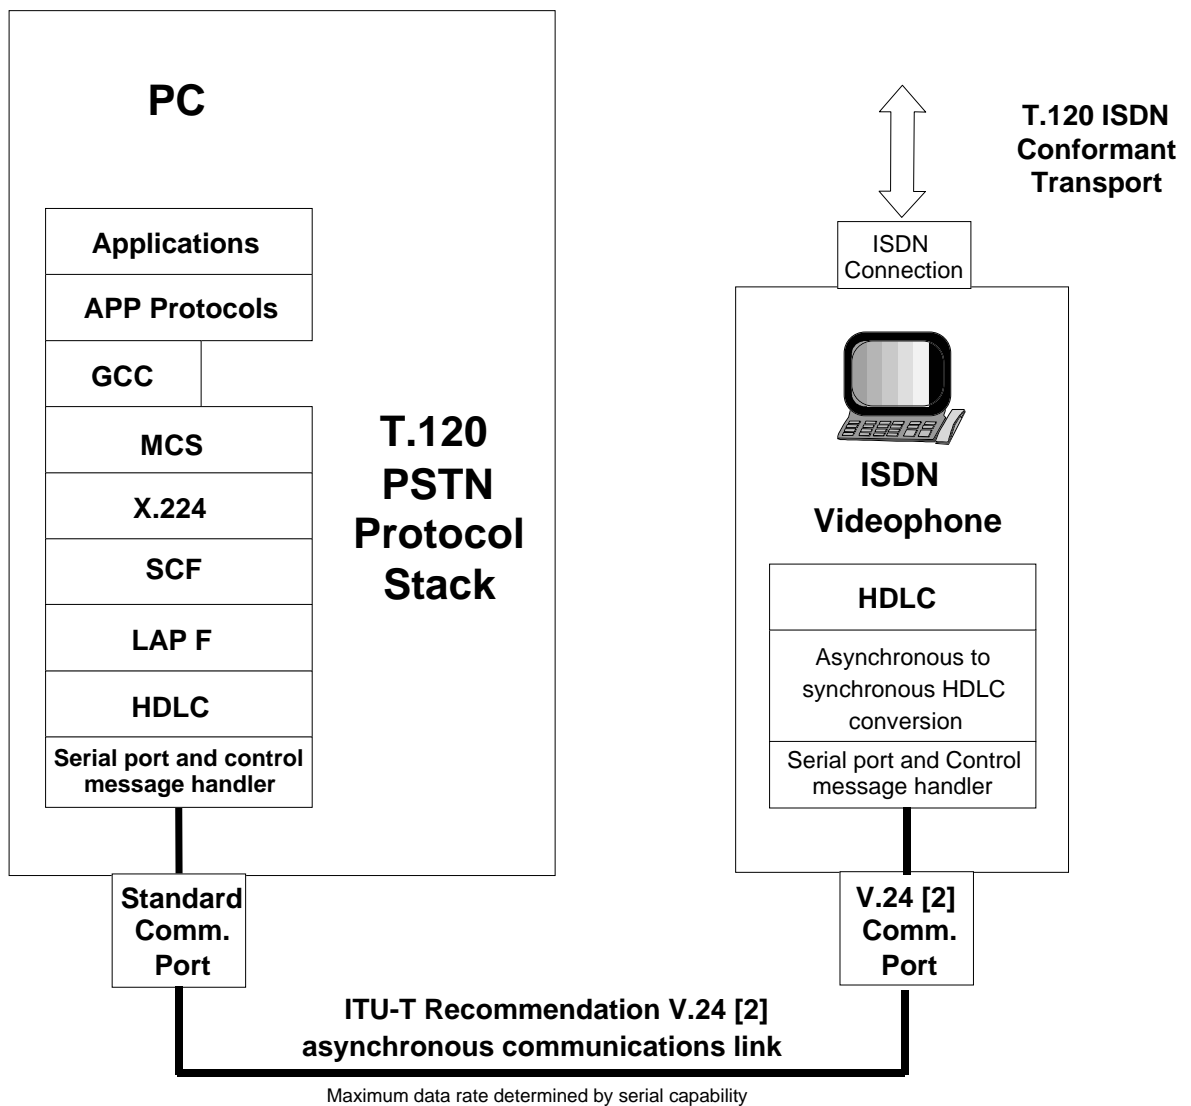 PC
Applications
APP Protocols
GCC
MCS
X.224
SCF
LAP F
HDLC
Serial port and control
message handler
T.120
PSTN
Protocol
Stack
Standard
Comm.
Port
T.120 ISDN
Conformant
Transport
ISDN
Connection
ISDN
Videophone
HDLC
Asynchronous to
synchronous HDLC
conversion
Serial port and Control
message handler
V.24 [2]
Comm.
Port
ITU-T Recommendation V.24 [2]
asynchronous communications link
Maximum data rate determined by serial capability